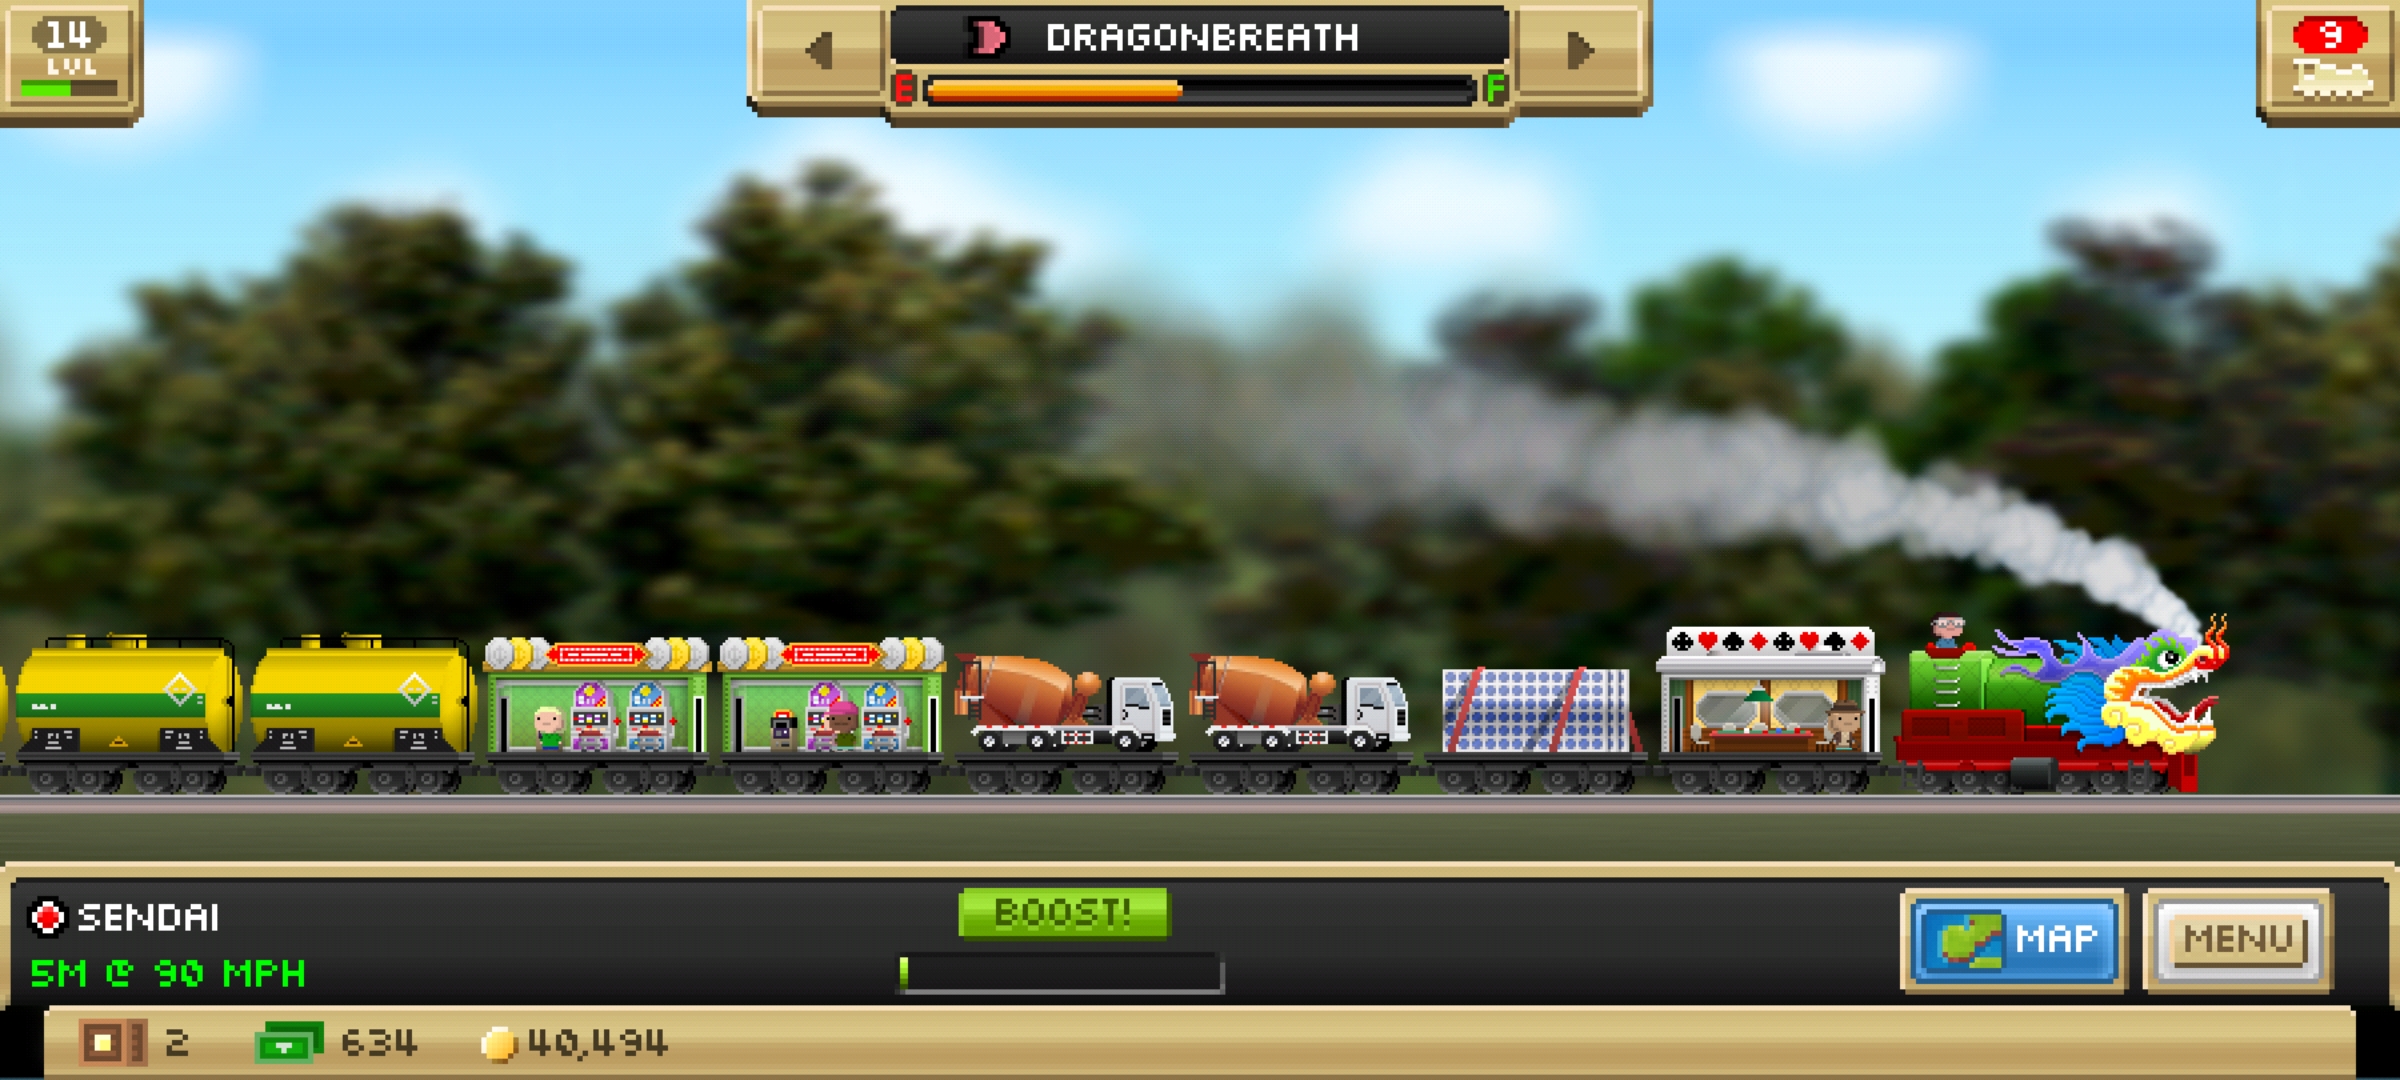 14
LVL
DRAGONBREATH
E F
9
SENDAI
5M @ 90 MPH
BOOST!
MAP
MENU
2 634 40,494